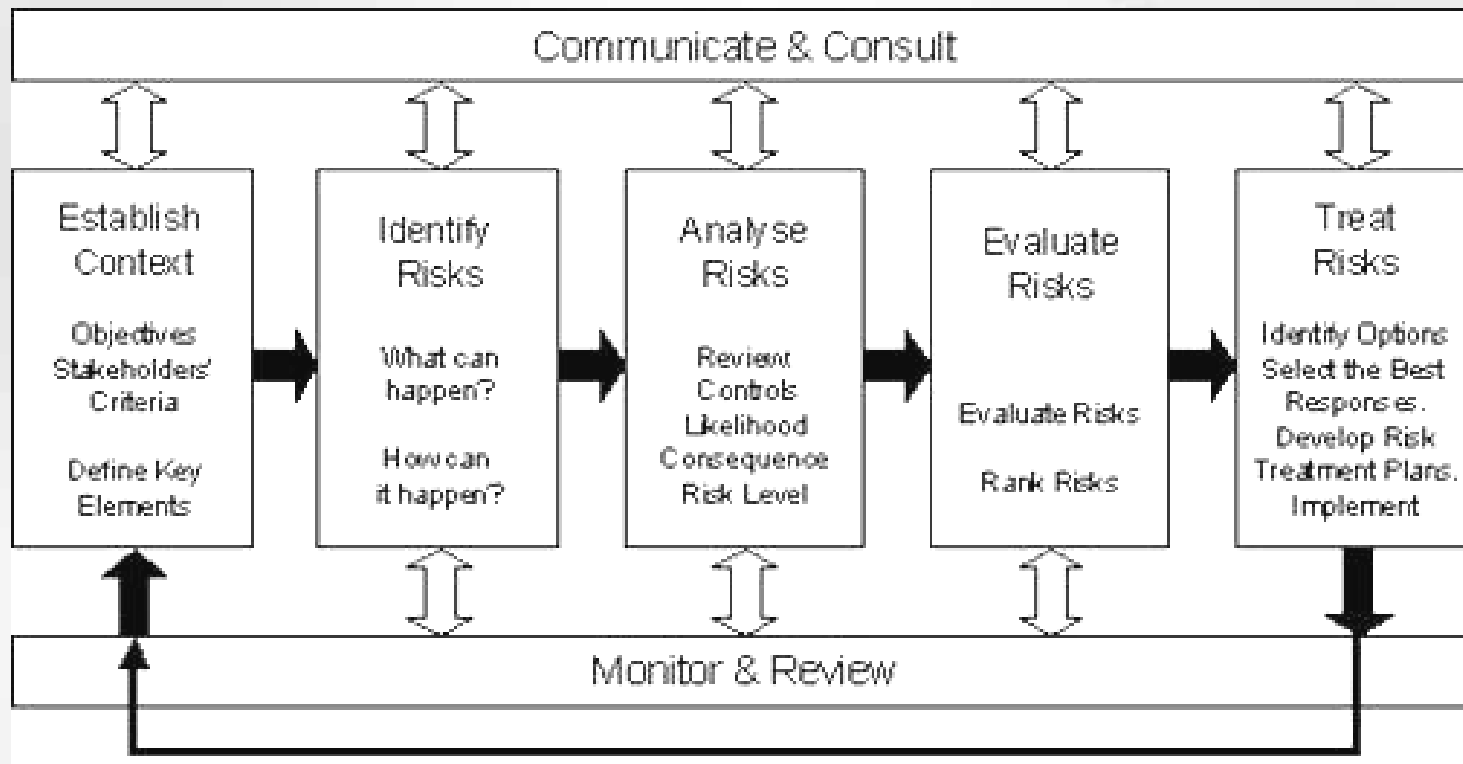 Communicate & Consult
Establish
Context
Objectives
Stakeholders'
Criteria
Define Key
Elements
Identify
Risks
What can
happen?
How can
it happen?
Analyse
Risks
Review
Controls
Likelihood
Consequence
Risk Level
Evaluate
Risks
Evaluate Risks
Rank Risks
Treat
Risks
Identify Options
Select the Best
Responses.
Develop Risk
Treatment Plans.
Implement
Monitor & Review